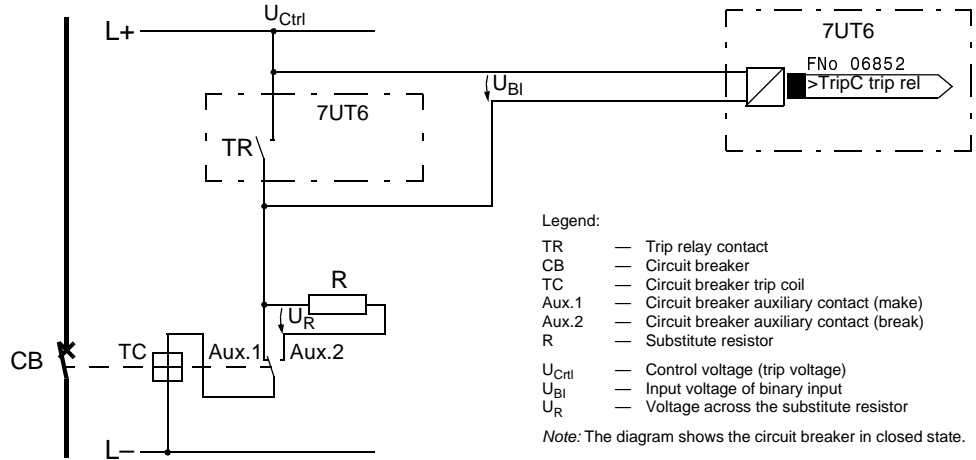 U_Ctrl
L+
7UT6
FNo 06852
>TripC trip rel
U_BI
7UT6
TR
R
U_R
CB
TC
Aux.1
Aux.2
L–
Legend:
TR — Trip relay contact
CB — Circuit breaker
TC — Circuit breaker trip coil
Aux.1 — Circuit breaker auxiliary contact (make)
Aux.2 — Circuit breaker auxiliary contact (break)
R — Substitute resistor
U_Crtl — Control voltage (trip voltage)
U_BI — Input voltage of binary input
U_R — Voltage across the substitute resistor
Note: The diagram shows the circuit breaker in closed state.